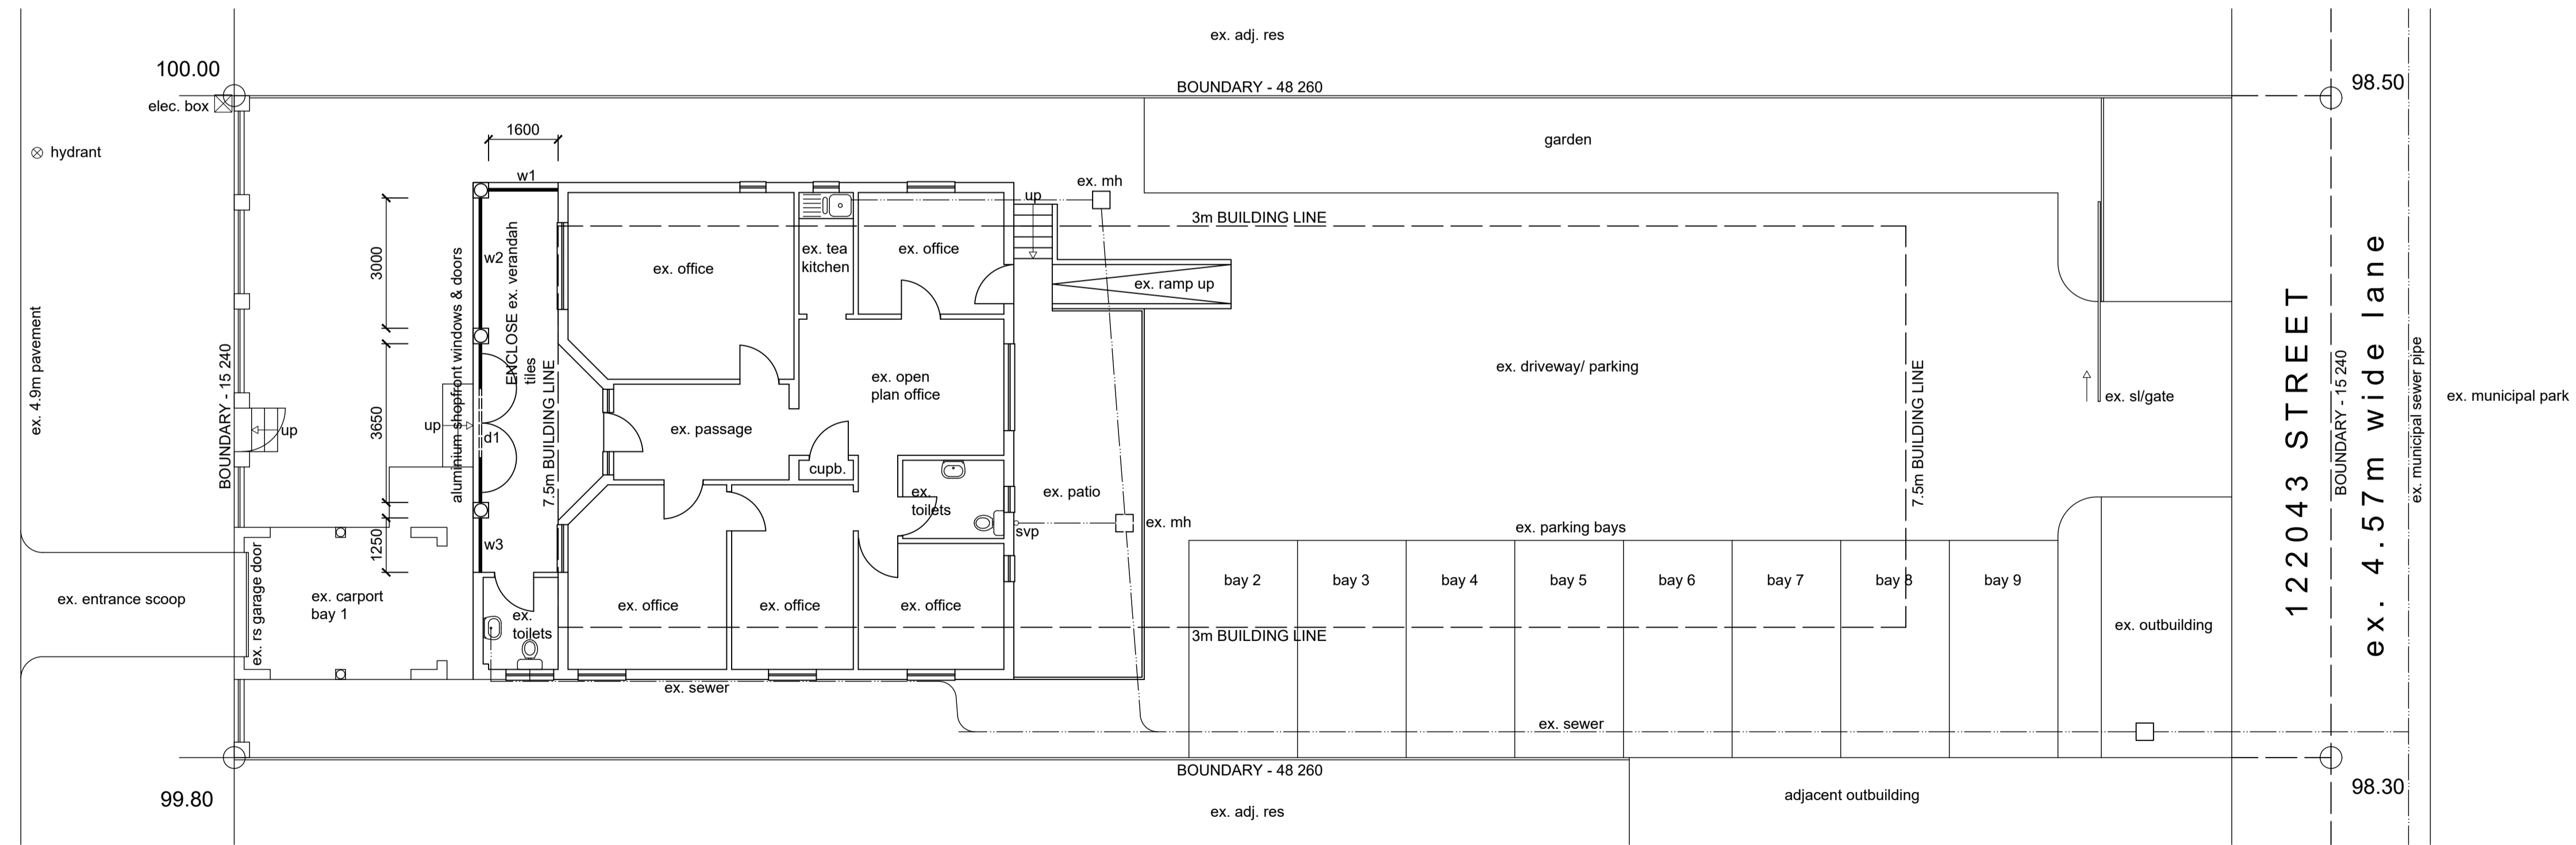 ex. adj. res
100.00
BOUNDARY - 48 260
98.50
elec. box
hydrant
1600
garden
w1
ex. mh
up
3m BUILDING LINE
3000
w2
aluminium shopfront windows & doors
ENCLOSE ex. verandah
tiles
7.5m BUILDING LINE
ex. office
ex. tea
kitchen
ex. office
ex. ramp up
ex. 4.9m pavement
BOUNDARY - 15 240
up
3650
up
d1
ex. passage
ex. open
plan office
cupb.
ex. driveway/ parking
7.5m BUILDING LINE
ex. sl/gate
122043 STREET
BOUNDARY - 15 240
ex. 4.57m wide lane
ex. municipal sewer pipe
ex. municipal park
ex.
toilets
ex. patio
svp
ex. mh
ex. parking bays
1250
w3
ex. entrance scoop
ex. rs garage door
ex. carport
bay 1
ex.
toilets
ex. office
ex. office
ex. office
bay 2
bay 3
bay 4
bay 5
bay 6
bay 7
bay 8
bay 9
ex. outbuilding
3m BUILDING LINE
ex. sewer
ex. sewer
BOUNDARY - 48 260
99.80
98.30
adjacent outbuilding
ex. adj. res